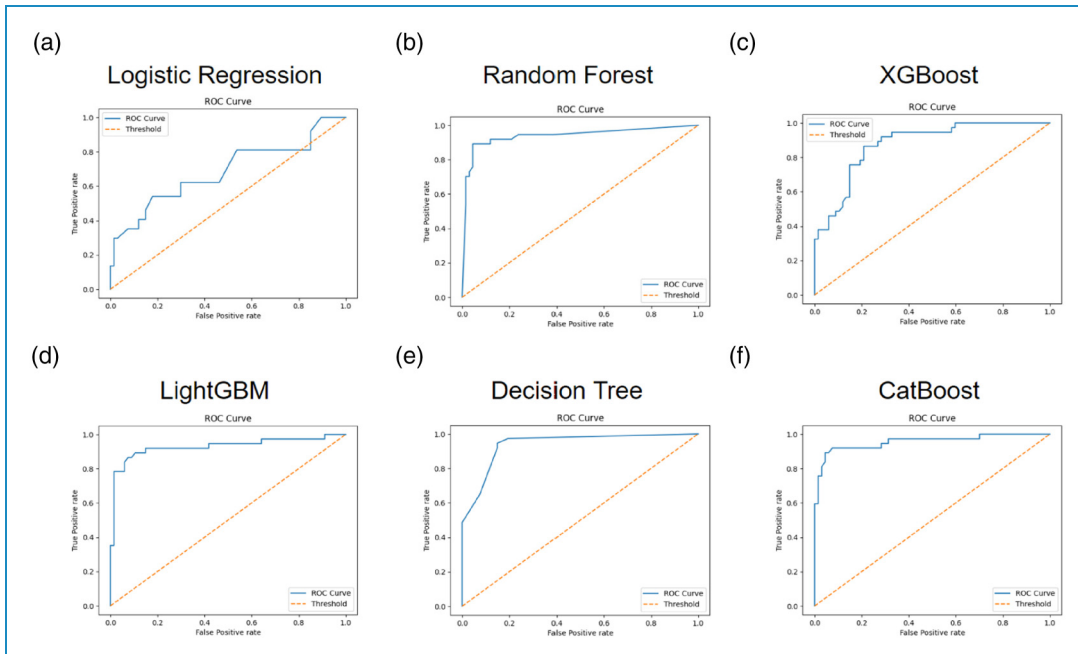 (a)
Logistic Regression
ROC Curve
ROC Curve
Threshold
True Positive rate
1.0
0.8
0.6
0.4
0.2
0.0
0.0 0.2 0.4 0.6 0.8 1.0
False Positive rate
(b)
Random Forest
ROC Curve
True Positive rate
1.0
0.8
0.6
0.4
0.2
0.0
ROC Curve
Threshold
0.0 0.2 0.4 0.6 0.8 1.0
False Positive rate
(c)
XGBoost
ROC Curve
ROC Curve
Threshold
True Positive rate
1.0
0.8
0.6
0.4
0.2
0.0
0.0 0.2 0.4 0.6 0.8 1.0
False Positive rate
(d)
LightGBM
ROC Curve
True Positive rate
1.0
0.8
0.6
0.4
0.2
0.0
ROC Curve
Threshold
0.0 0.2 0.4 0.6 0.8 1.0
False Positive rate
(e)
Decision Tree
ROC Curve
True Positive rate
1.0
0.8
0.6
0.4
0.2
0.0
ROC Curve
Threshold
0.0 0.2 0.4 0.6 0.8 1.0
False Positive rate
(f)
CatBoost
ROC Curve
True Positive rate
1.0
0.8
0.6
0.4
0.2
0.0
ROC Curve
Threshold
0.0 0.2 0.4 0.6 0.8 1.0
False Positive rate